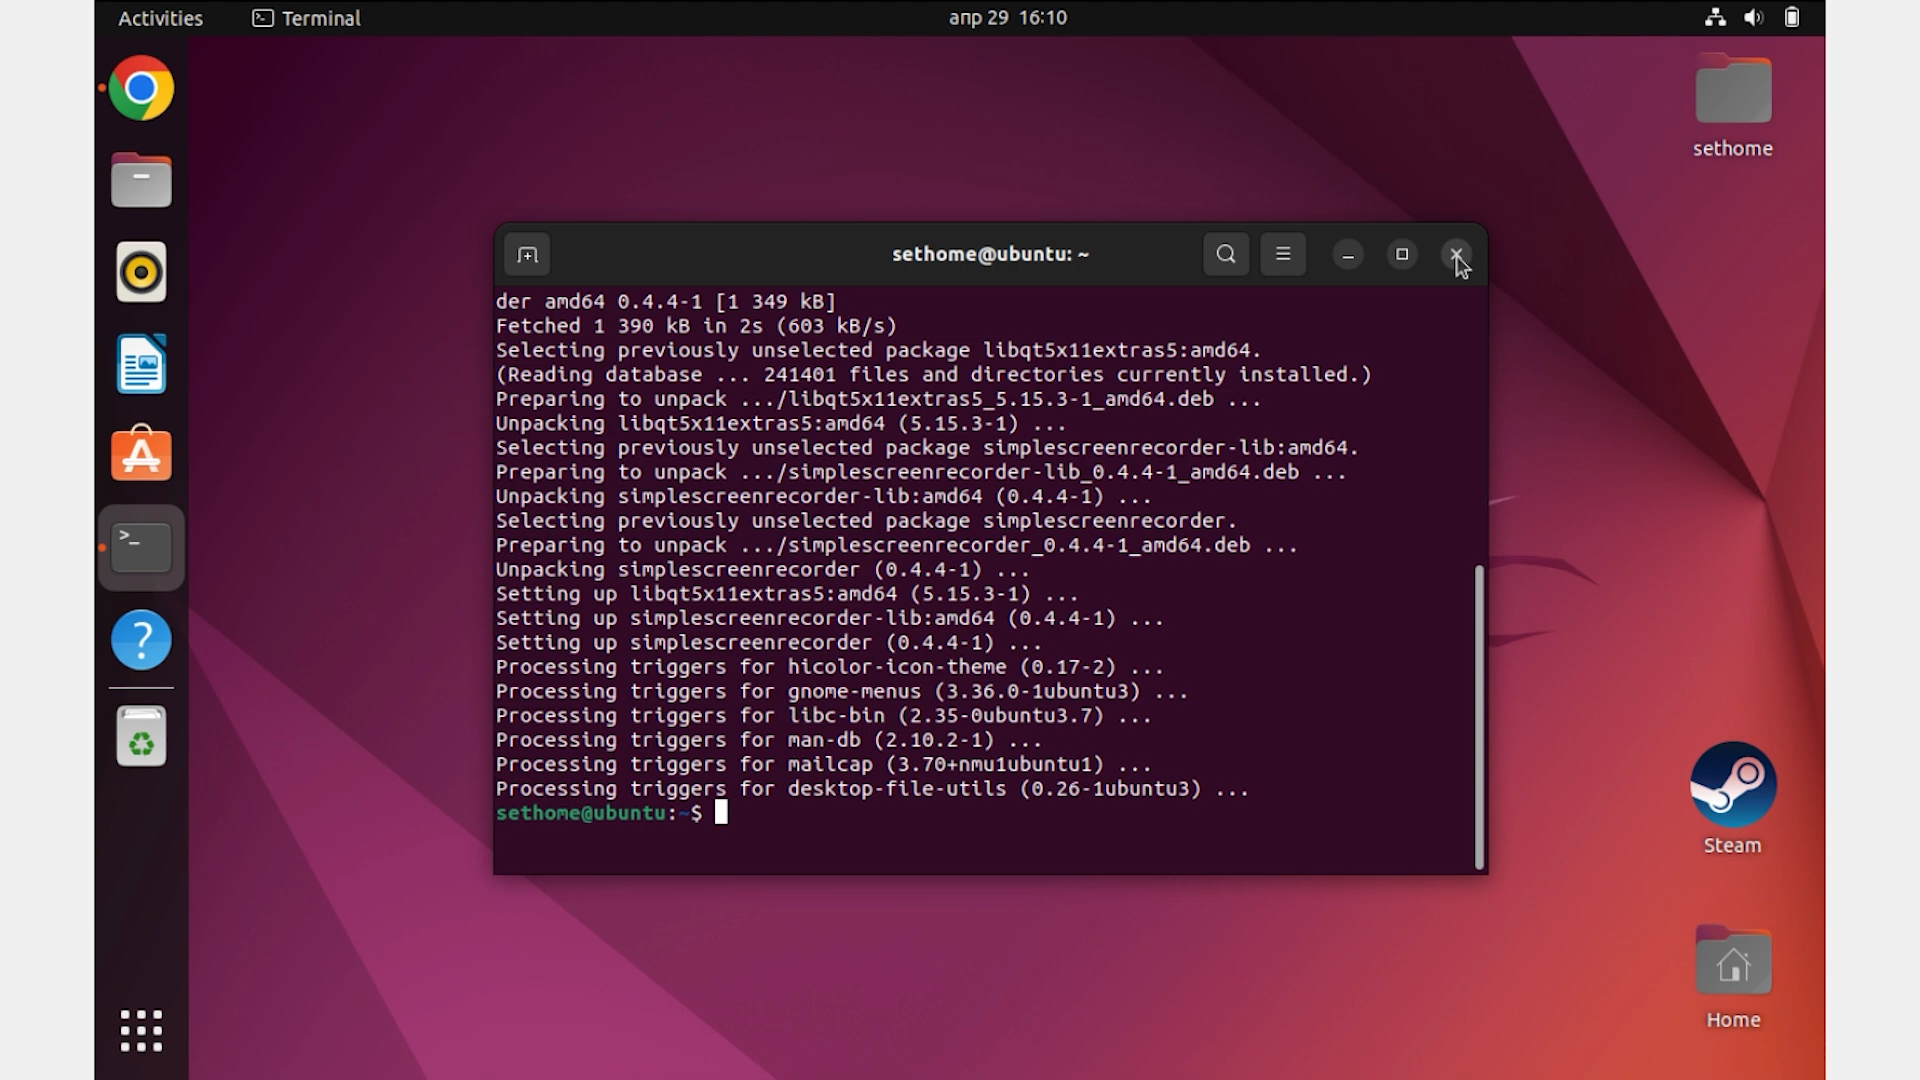 Activities
Terminal
апр 29 16:10
sethome
sethome@ubuntu: ~
der amd64 0.4.4-1 [1 349 kB]
Fetched 1 390 kB in 2s (603 kB/s)
Selecting previously unselected package libqt5x11extras5:amd64.
(Reading database ... 241401 files and directories currently installed.)
Preparing to unpack .../libqt5x11extras5_5.15.3-1_amd64.deb ...
Unpacking libqt5x11extras5:amd64 (5.15.3-1) ...
Selecting previously unselected package simplescreenrecorder-lib:amd64.
Preparing to unpack .../simplescreenrecorder-lib_0.4.4-1_amd64.deb ...
Unpacking simplescreenrecorder-lib:amd64 (0.4.4-1) ...
Selecting previously unselected package simplescreenrecorder.
Preparing to unpack .../simplescreenrecorder_0.4.4-1_amd64.deb ...
Unpacking simplescreenrecorder (0.4.4-1) ...
Setting up libqt5x11extras5:amd64 (5.15.3-1) ...
Setting up simplescreenrecorder-lib:amd64 (0.4.4-1) ...
Setting up simplescreenrecorder (0.4.4-1) ...
Processing triggers for hicolor-icon-theme (0.17-2) ...
Processing triggers for gnome-menus (3.36.0-1ubuntu3) ...
Processing triggers for libc-bin (2.35-0ubuntu3.7) ...
Processing triggers for man-db (2.10.2-1) ...
Processing triggers for mailcap (3.70+nmu1ubuntu1) ...
Processing triggers for desktop-file-utils (0.26-1ubuntu3) ...
sethome@ubuntu:~$
Steam
Home